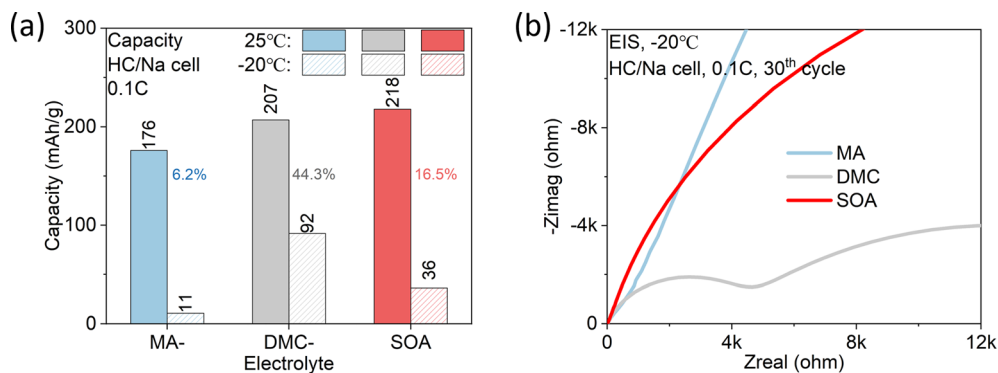 (a)
300
200
100
0
Capacity (mAh/g)
Capacity
25℃:
HC/Na cell
-20℃:
0.1C
176
11
6.2%
207
92
44.3%
218
36
16.5%
MA-
DMC-
SOA
Electrolyte
(b)
-12k
-8k
-4k
0
-Zimag (ohm)
EIS, -20℃
HC/Na cell, 0.1C, 30th cycle
MA
DMC
SOA
0
4k
8k
12k
Zreal (ohm)